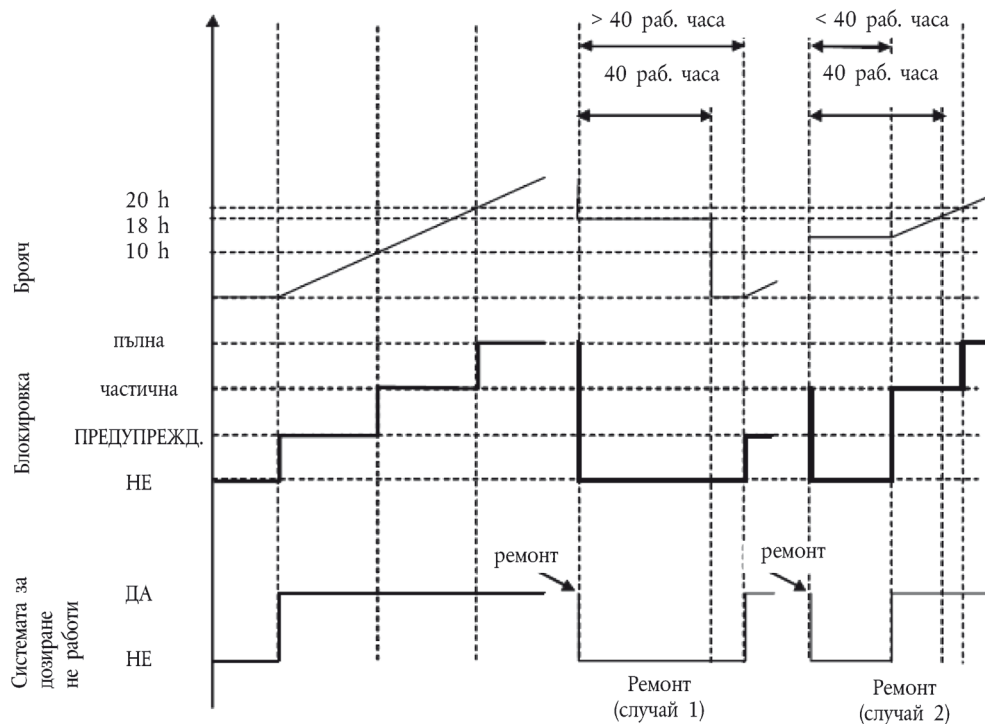 > 40 раб. часа
< 40 раб. часа
40 раб. часа
40 раб. часа
20 h
18 h
10 h
Брояч
пълна
частична
ПРЕДУПРЕЖД.
НЕ
Блокировка
ремонт
ремонт
ДА
НЕ
Системата за
дозиране
не работи
Ремонт
(случай 1)
Ремонт
(случай 2)